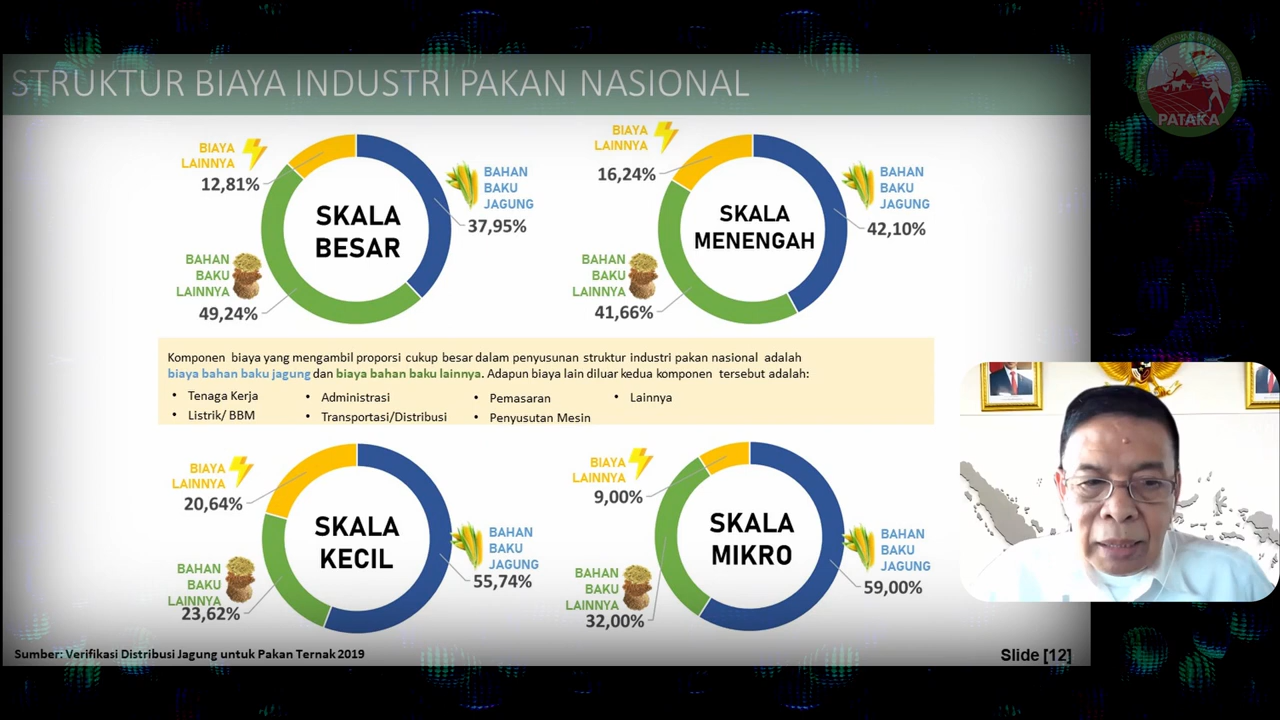 STRUKTUR BIAYA INDUSTRI PAKAN NASIONAL
BIAYA
LAINNYA
12,81%
BAHAN
BAKU
JAGUNG
37,95%
SKALA
BESAR
BAHAN
BAKU
LAINNYA
49,24%
BIAYA
LAINNYA
16,24%
BAHAN
BAKU
JAGUNG
42,10%
SKALA
MENENGAH
BAHAN
BAKU
LAINNYA
41,66%
Komponen biaya yang mengambil proporsi cukup besar dalam penyusunan struktur industri pakan nasional adalah
biaya bahan baku jagung dan biaya bahan baku lainnya. Adapun biaya lain diluar kedua komponen tersebut adalah:
• Tenaga Kerja
• Listrik/ BBM
• Administrasi
• Transportasi/Distribusi
• Pemasaran
• Penyusutan Mesin
• Lainnya
BIAYA
LAINNYA
20,64%
SKALA
KECIL
BAHAN
BAKU
JAGUNG
55,74%
BAHAN
BAKU
LAINNYA
23,62%
BIAYA
LAINNYA
9,00%
SKALA
MIKRO
BAHAN
BAKU
JAGUNG
59,00%
BAHAN
BAKU
LAINNYA
32,00%
Sumber: Verifikasi Distribusi Jagung untuk Pakan Ternak 2019
Slide [12]
PATAKA